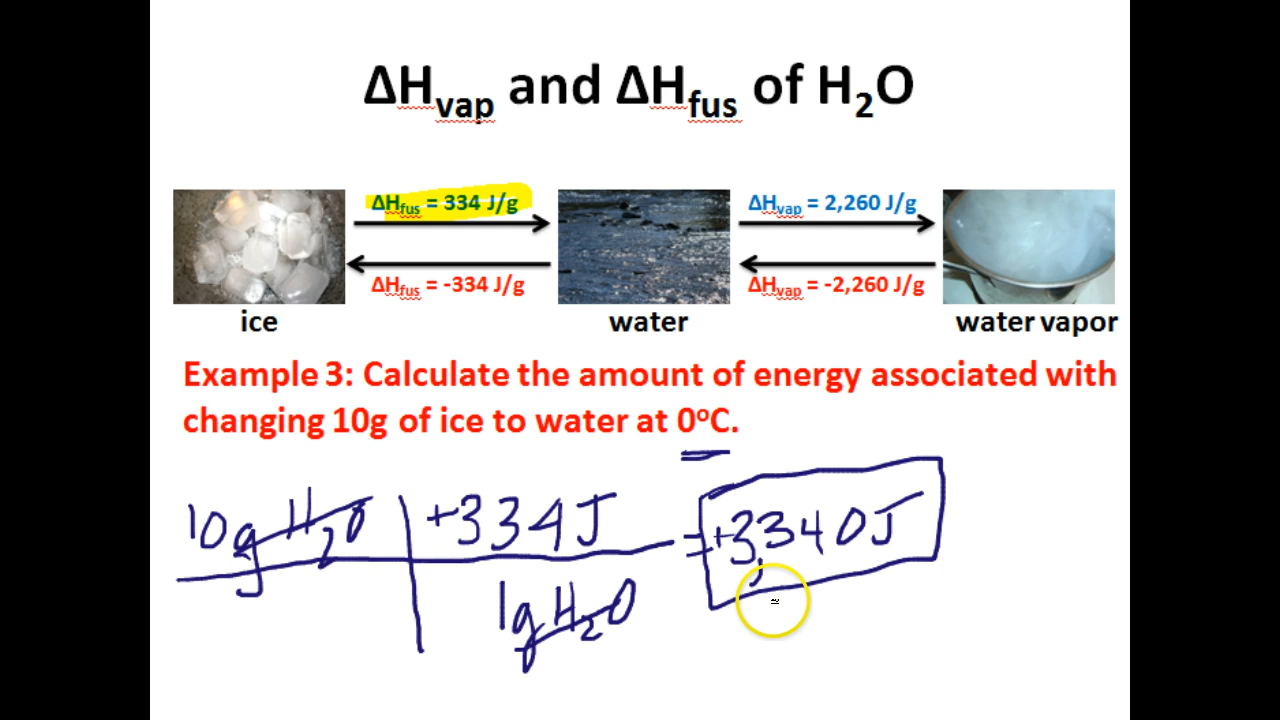 ΔHvap and ΔHfus of H₂O
ΔHfus = 334 J/g
ΔHvap = 2,260 J/g
ΔHfus = -334 J/g
ΔHvap = -2,260 J/g
ice
water
water vapor
Example 3: Calculate the amount of energy associated with
changing 10g of ice to water at 0°C.
10g H₂O | +334J = +3,340J
1g H₂O